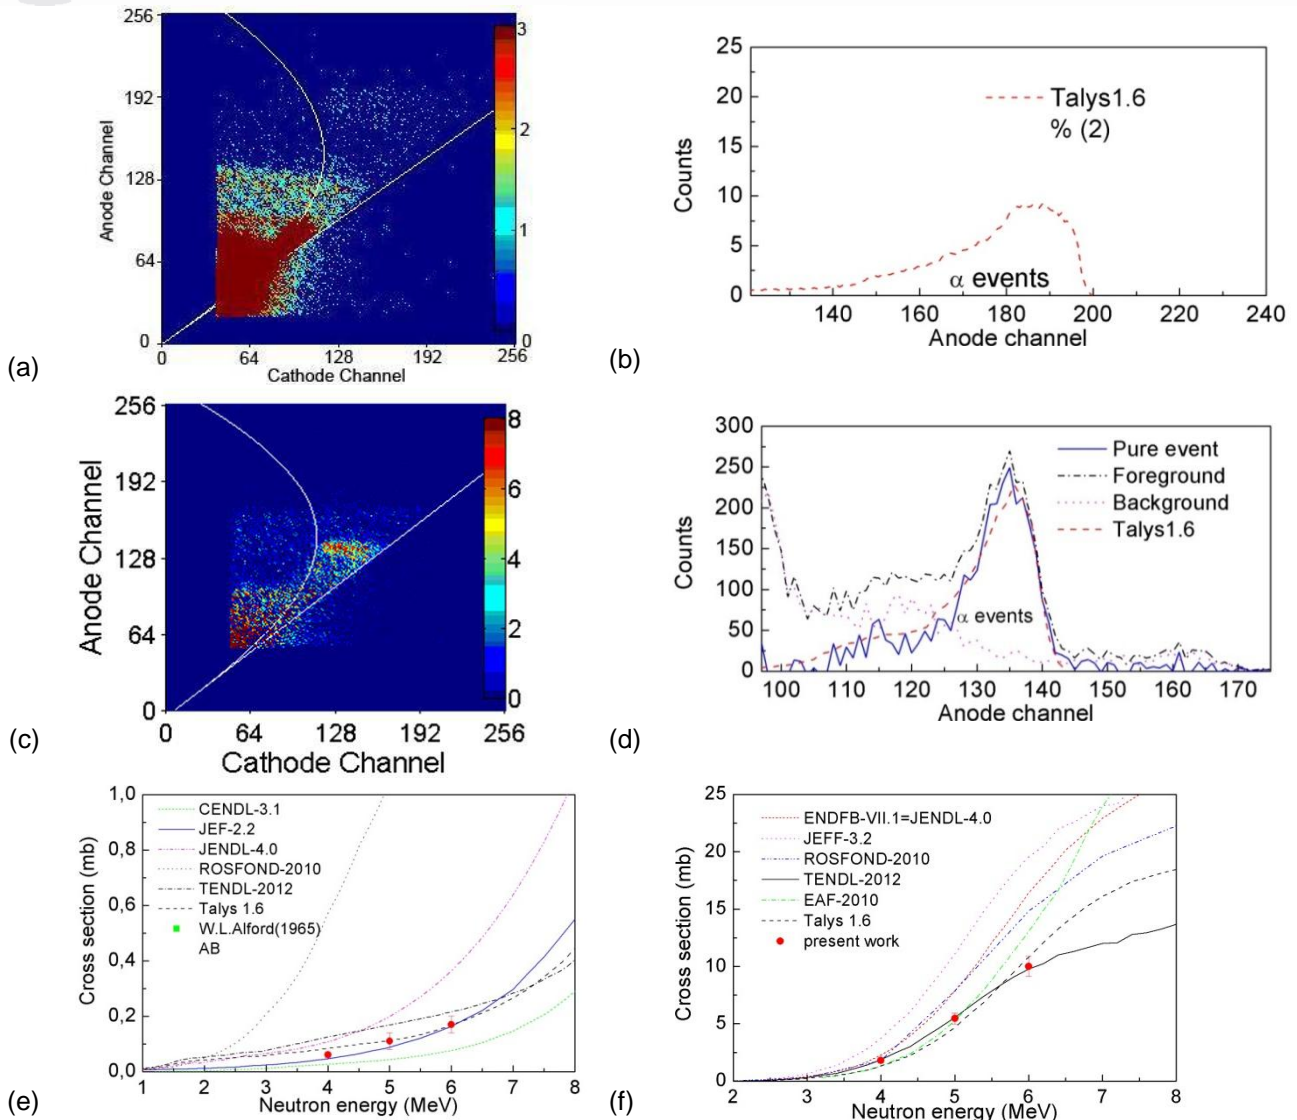 256
192
128
64
0
Anode Channel
0
64
128
192
256
Cathode Channel
3
2
1
0
(a)
25
20
15
10
5
0
Counts
Talys1.6
% (2)
α events
140
160
180
200
220
240
Anode channel
(b)
256
192
128
64
0
Anode Channel
0
64
128
192
256
Cathode Channel
8
6
4
2
0
(c)
300
250
200
150
100
50
0
Counts
Pure event
Foreground
Background
Talys1.6
α events
100
110
120
130
140
150
160
170
Anode channel
(d)
1,0
0,8
0,6
0,4
0,2
0,0
Cross section (mb)
CENDL-3.1
JEF-2.2
JENDL-4.0
ROSFOND-2010
TENDL-2012
Talys 1.6
W.L.Alford(1965)
AB
1
2
3
4
5
6
7
8
Neutron energy (MeV)
(e)
25
20
15
10
5
0
Cross section (mb)
ENDFB-VII.1=JENDL-4.0
JEFF-3.2
ROSFOND-2010
TENDL-2012
EAF-2010
Talys 1.6
present work
2
3
4
5
6
7
8
Neutron energy (MeV)
(f)